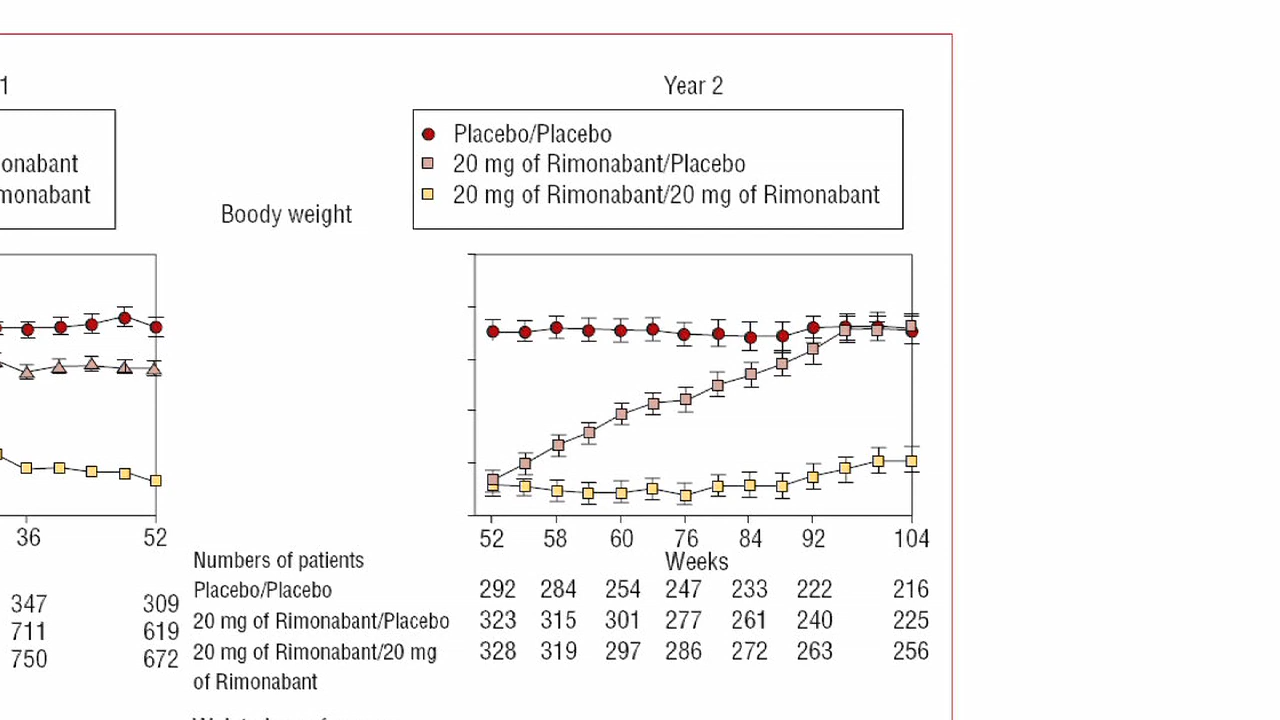 1
Year 2
Placebo/Placebo
onabant
20 mg of Rimonabant/Placebo
monabant
20 mg of Rimonabant/20 mg of Rimonabant
Boody weight
36 52
52 58 60 76 84 92 104
Numbers of patients
Weeks
Placebo/Placebo 292 284 254 247 233 222 216
347 309
20 mg of Rimonabant/Placebo 323 315 301 277 261 240 225
711 619
20 mg of Rimonabant/20 mg 328 319 297 286 272 263 256
750 672
of Rimonabant